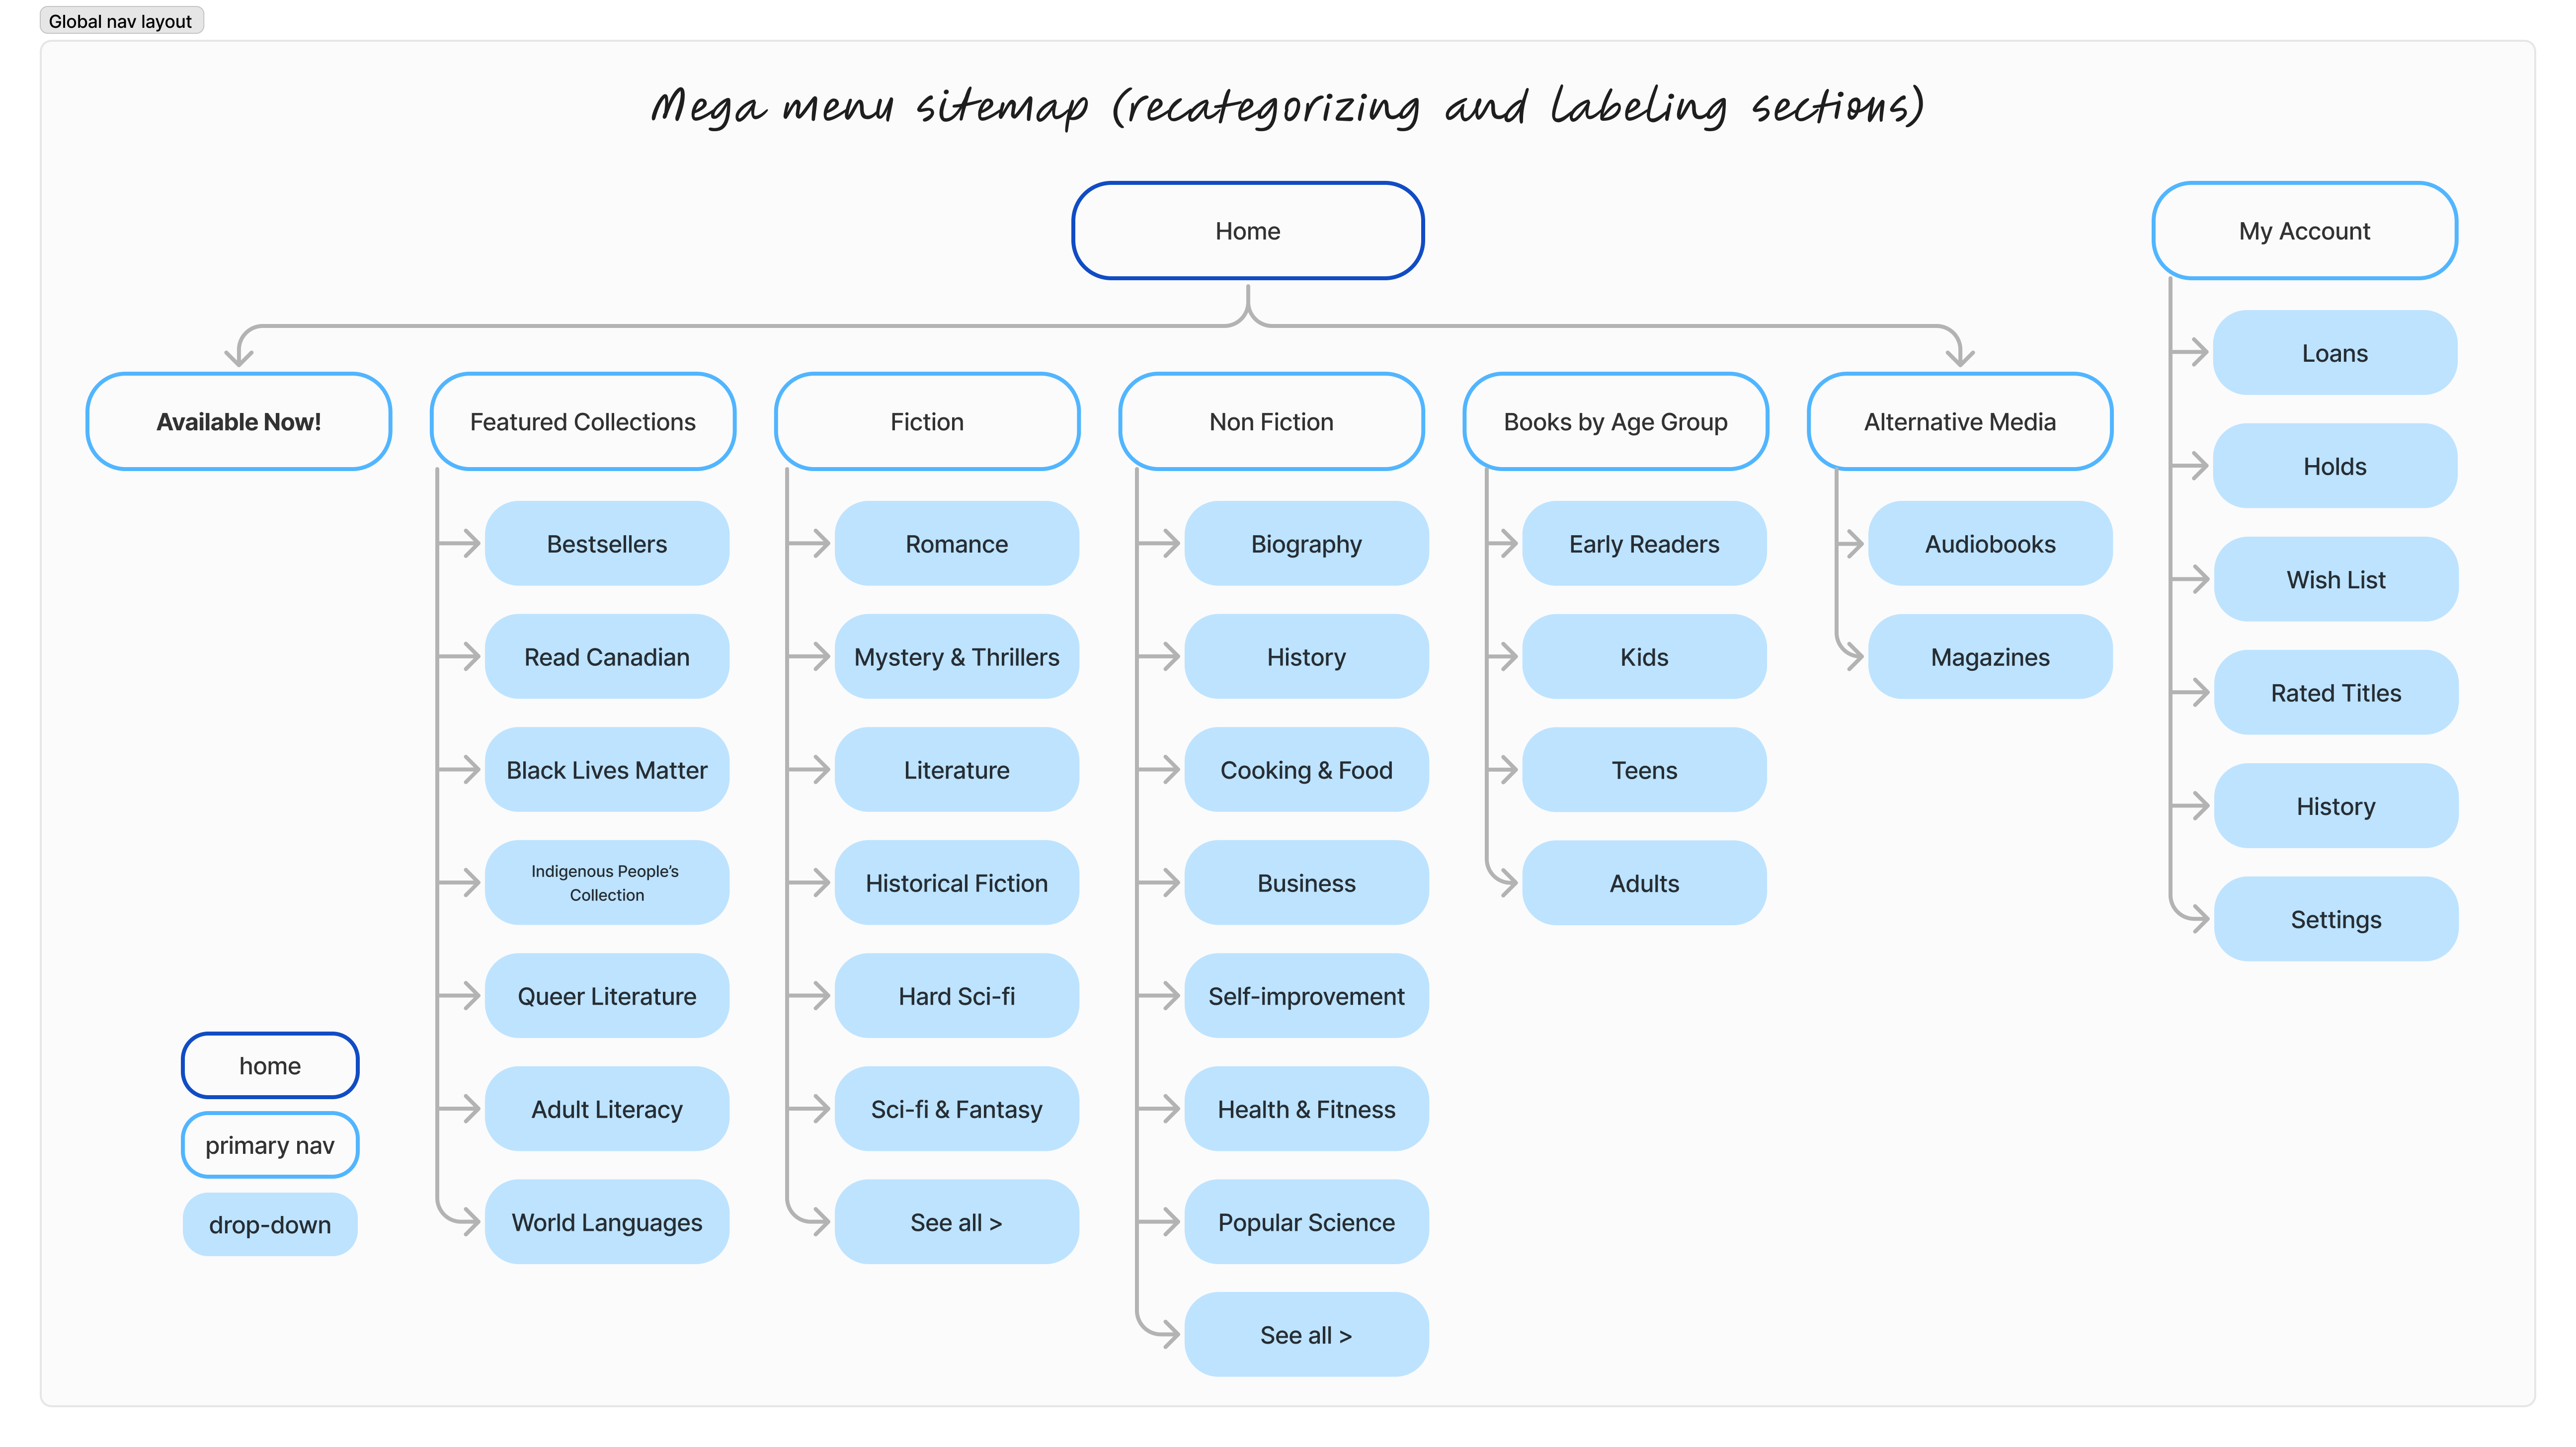 Global nav layout
Mega menu sitemap (recategorizing and labeling sections)
Home
My Account
Loans
Holds
Wish List
Rated Titles
History
Settings
Available Now!
Featured Collections
Bestsellers
Read Canadian
Black Lives Matter
Indigenous People’s
Collection
Queer Literature
Adult Literacy
World Languages
Fiction
Romance
Mystery & Thrillers
Literature
Historical Fiction
Hard Sci-fi
Sci-fi & Fantasy
See all >
Non Fiction
Biography
History
Cooking & Food
Business
Self-improvement
Health & Fitness
Popular Science
See all >
Books by Age Group
Early Readers
Kids
Teens
Adults
Alternative Media
Audiobooks
Magazines
home
primary nav
drop-down